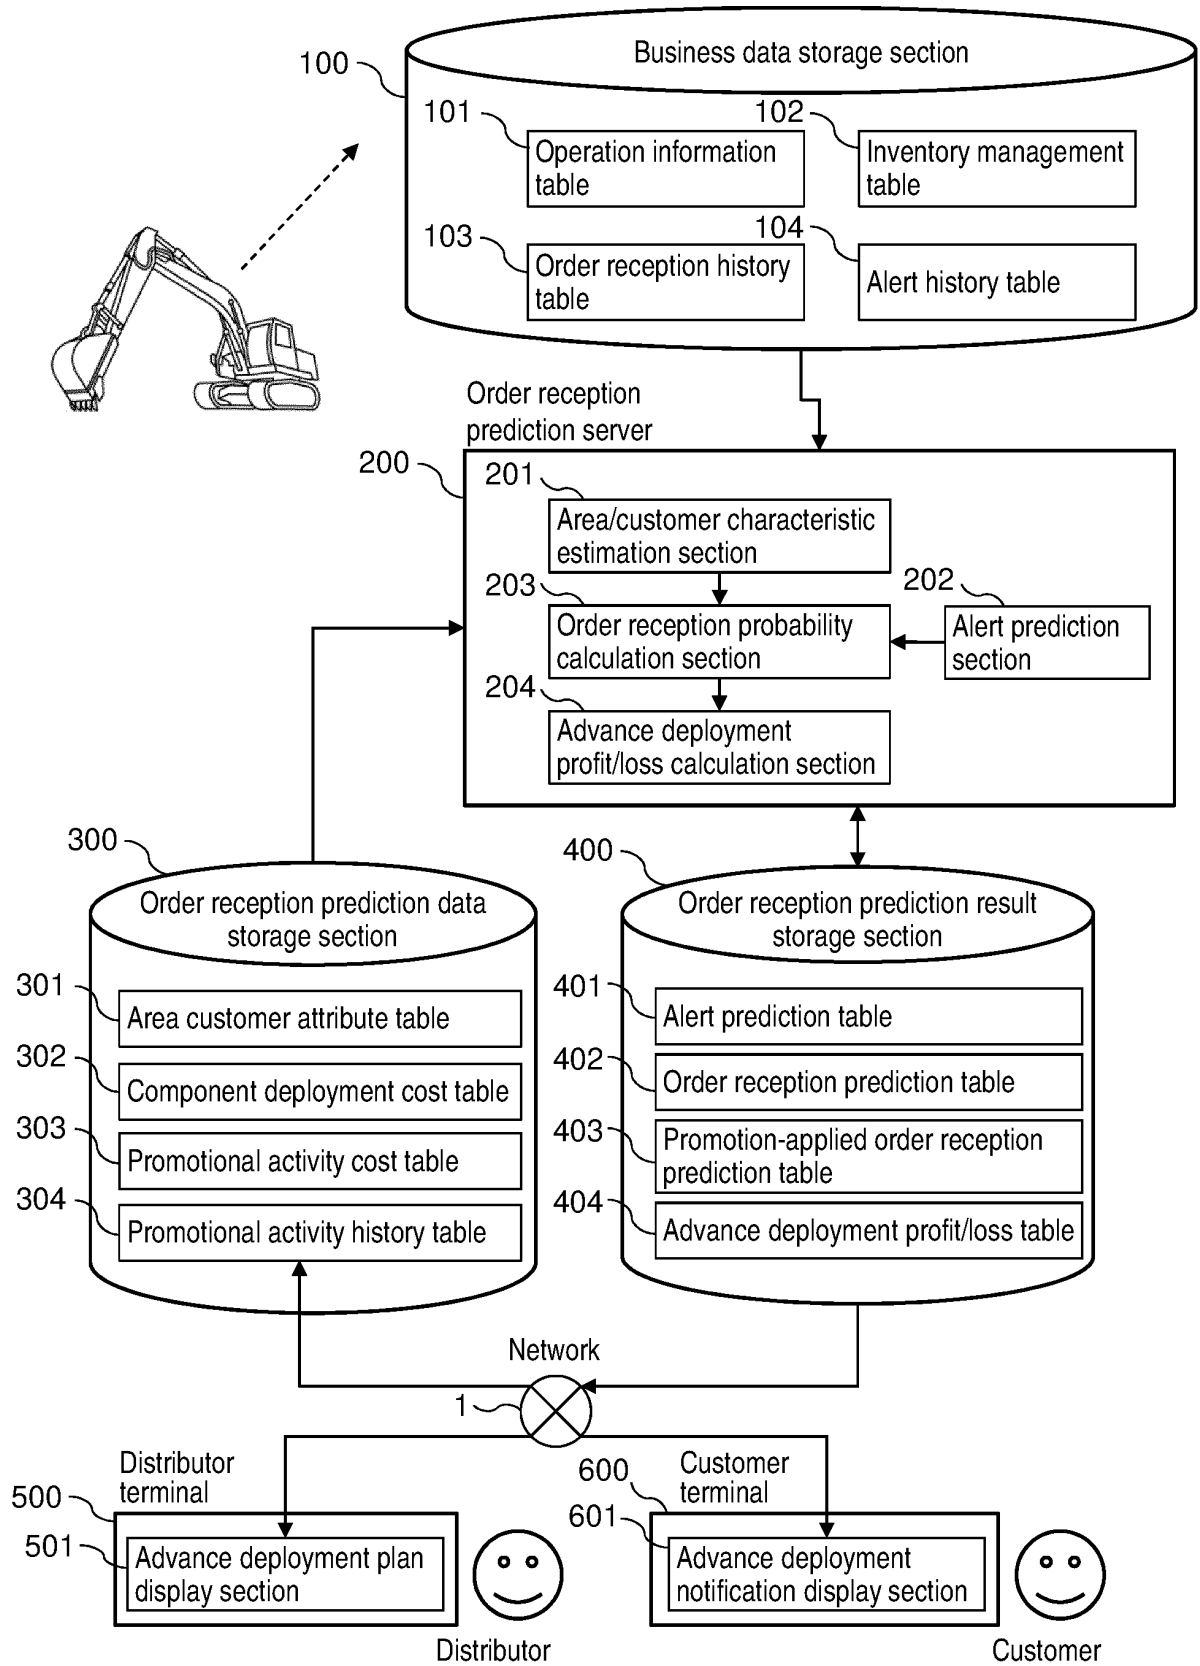 Business data storage section
100
101
102
Operation information
table
Inventory management
table
103
104
Order reception history
table
Alert history table
Order reception
prediction server
200
201
Area/customer characteristic
estimation section
203
202
Order reception probability
calculation section
Alert prediction
section
204
Advance deployment
profit/loss calculation section
300
400
Order reception prediction data
storage section
Order reception prediction result
storage section
301
Area customer attribute table
302
Component deployment cost table
303
Promotional activity cost table
304
Promotional activity history table
401
Alert prediction table
402
Order reception prediction table
403
Promotion-applied order reception
prediction table
404
Advance deployment profit/loss table
Network
1
Distributor
terminal
500
501
Advance deployment plan
display section
Distributor
Customer
terminal
600
601
Advance deployment
notification display section
Customer